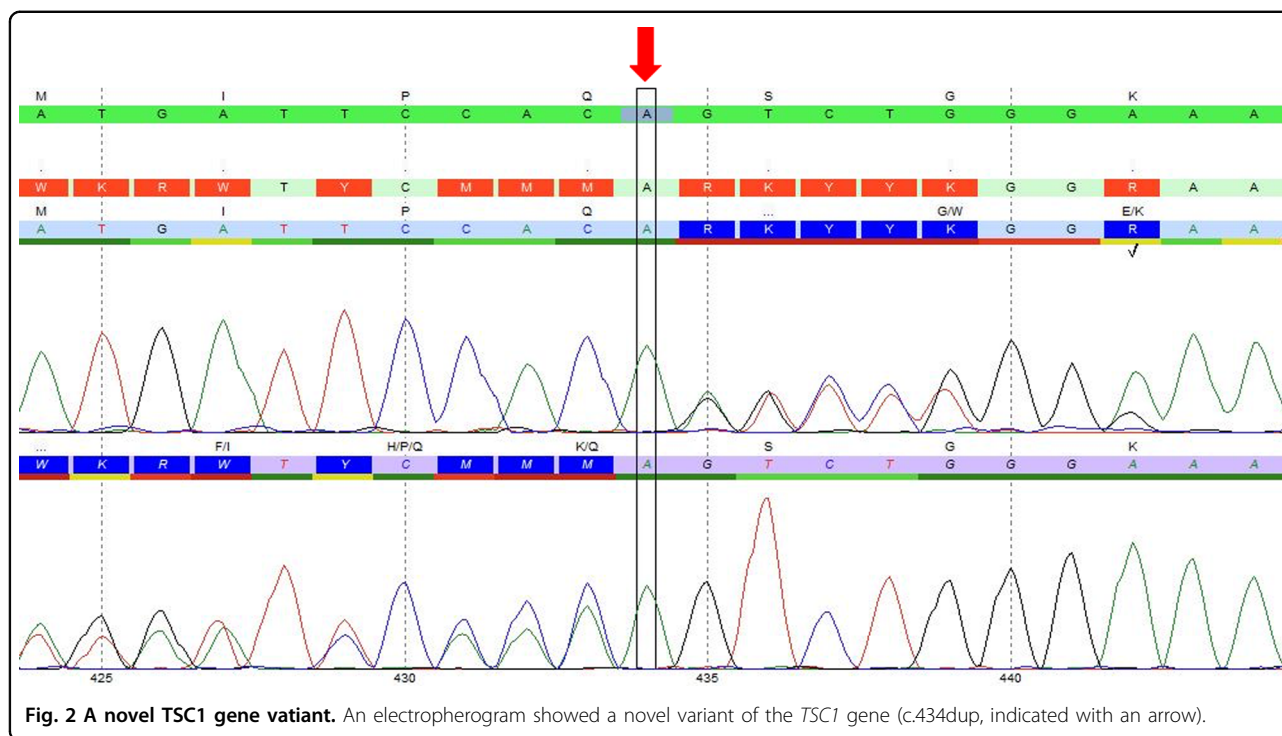 M I P Q S G K
A T G A T T C C A C A G T C T G G G A A A
. . . . . . .
W K R W T Y C M M M A R K Y Y K G G R A A
M I P Q ... G/W E/K
A T G A T T C C A C A R K Y Y K G G R A A
... F/I H/P/Q K/Q S G K
W K R W T Y C M M M A G T C T G G G A A A
425 430 435 440
Fig. 2 A novel TSC1 gene vatiant. An electropherogram showed a novel variant of the TSC1 gene (c.434dup, indicated with an arrow).